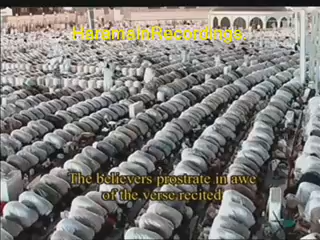 HaramainRecordings
The believers prostrate in awe
of the verse recited